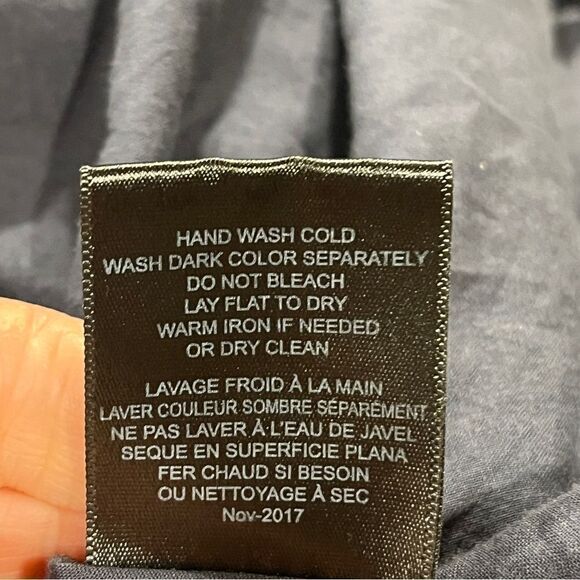 HAND WASH COLD
WASH DARK COLOR SEPARATELY
DO NOT BLEACH
LAY FLAT TO DRY
WARM IRON IF NEEDED
OR DRY CLEAN
LAVAGE FROID À LA MAIN
LAVER COULEUR SOMBRE SÉPARÉMENT
NE PAS LAVER À L'EAU DE JAVEL
SEQUE EN SUPERFICIE PLANA
FER CHAUD SI BESOIN
OU NETTOYAGE À SEC
Nov-2017